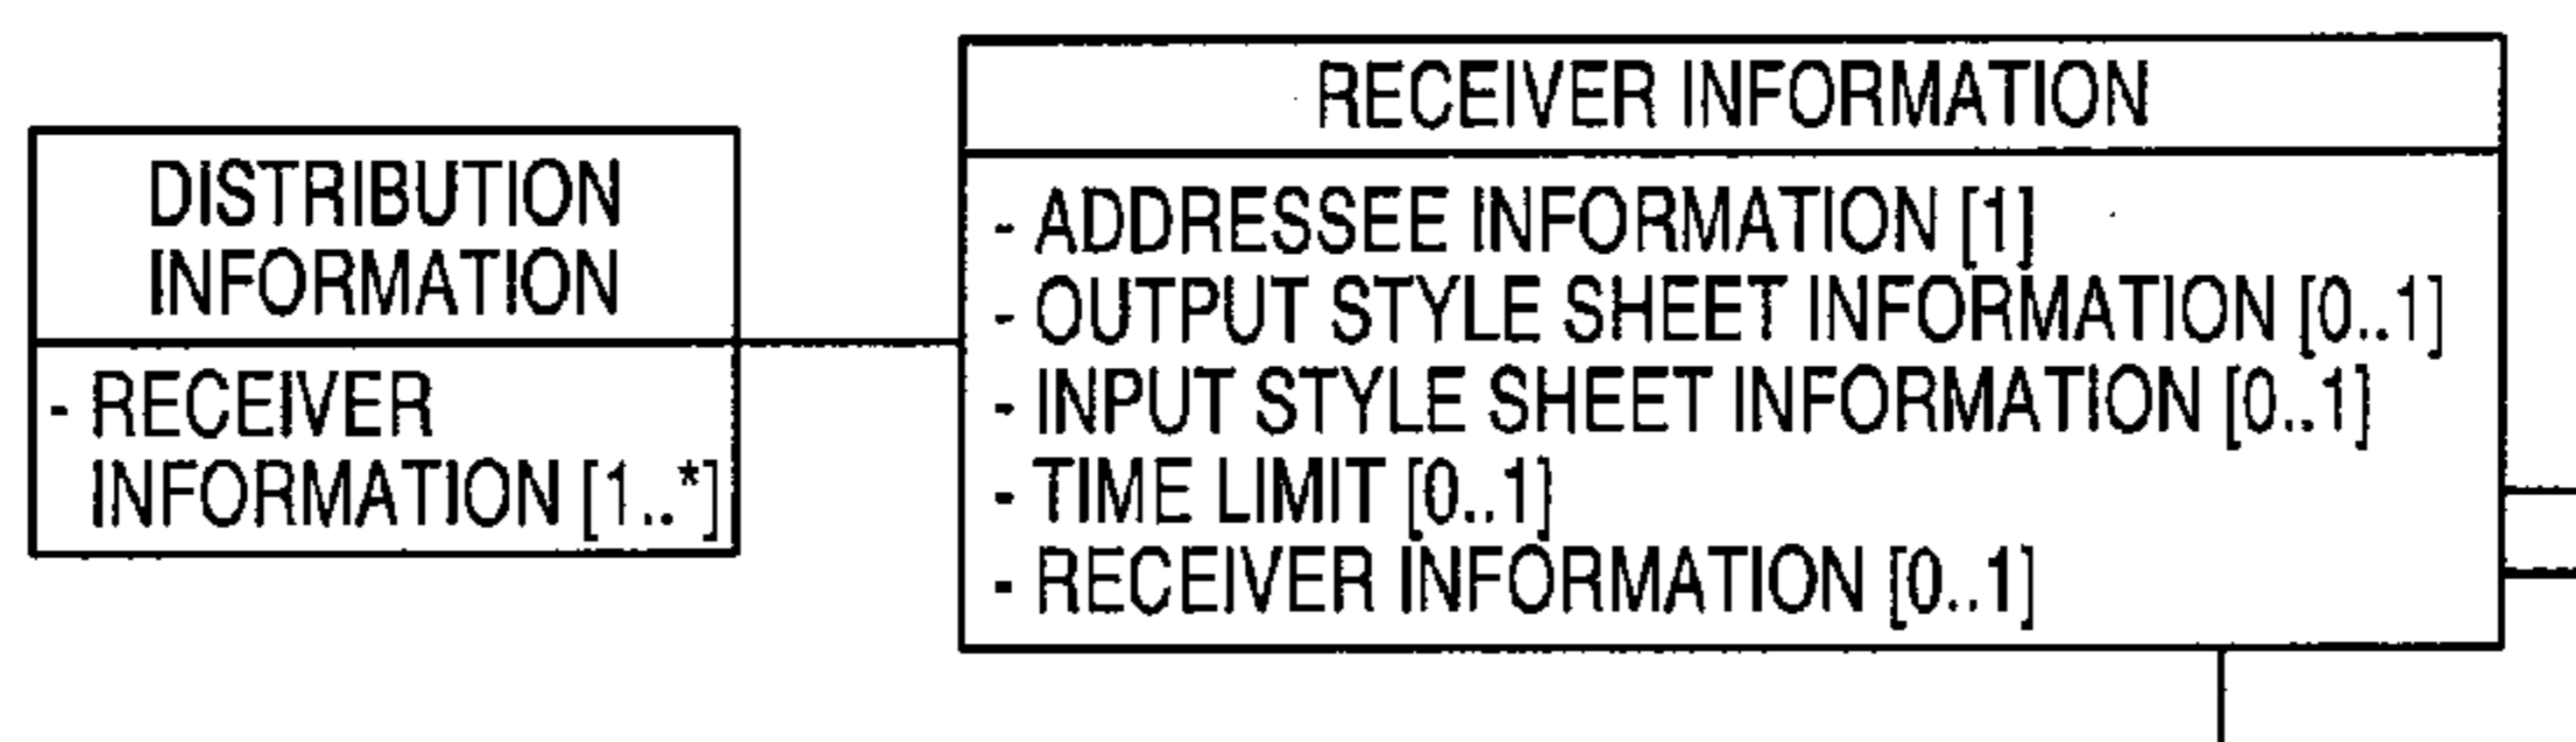 DISTRIBUTION
INFORMATION
- RECEIVER
INFORMATION [1..*]
RECEIVER INFORMATION
- ADDRESSEE INFORMATION [1]
- OUTPUT STYLE SHEET INFORMATION [0..1]
- INPUT STYLE SHEET INFORMATION [0..1]
- TIME LIMIT [0..1]
- RECEIVER INFORMATION [0..1]